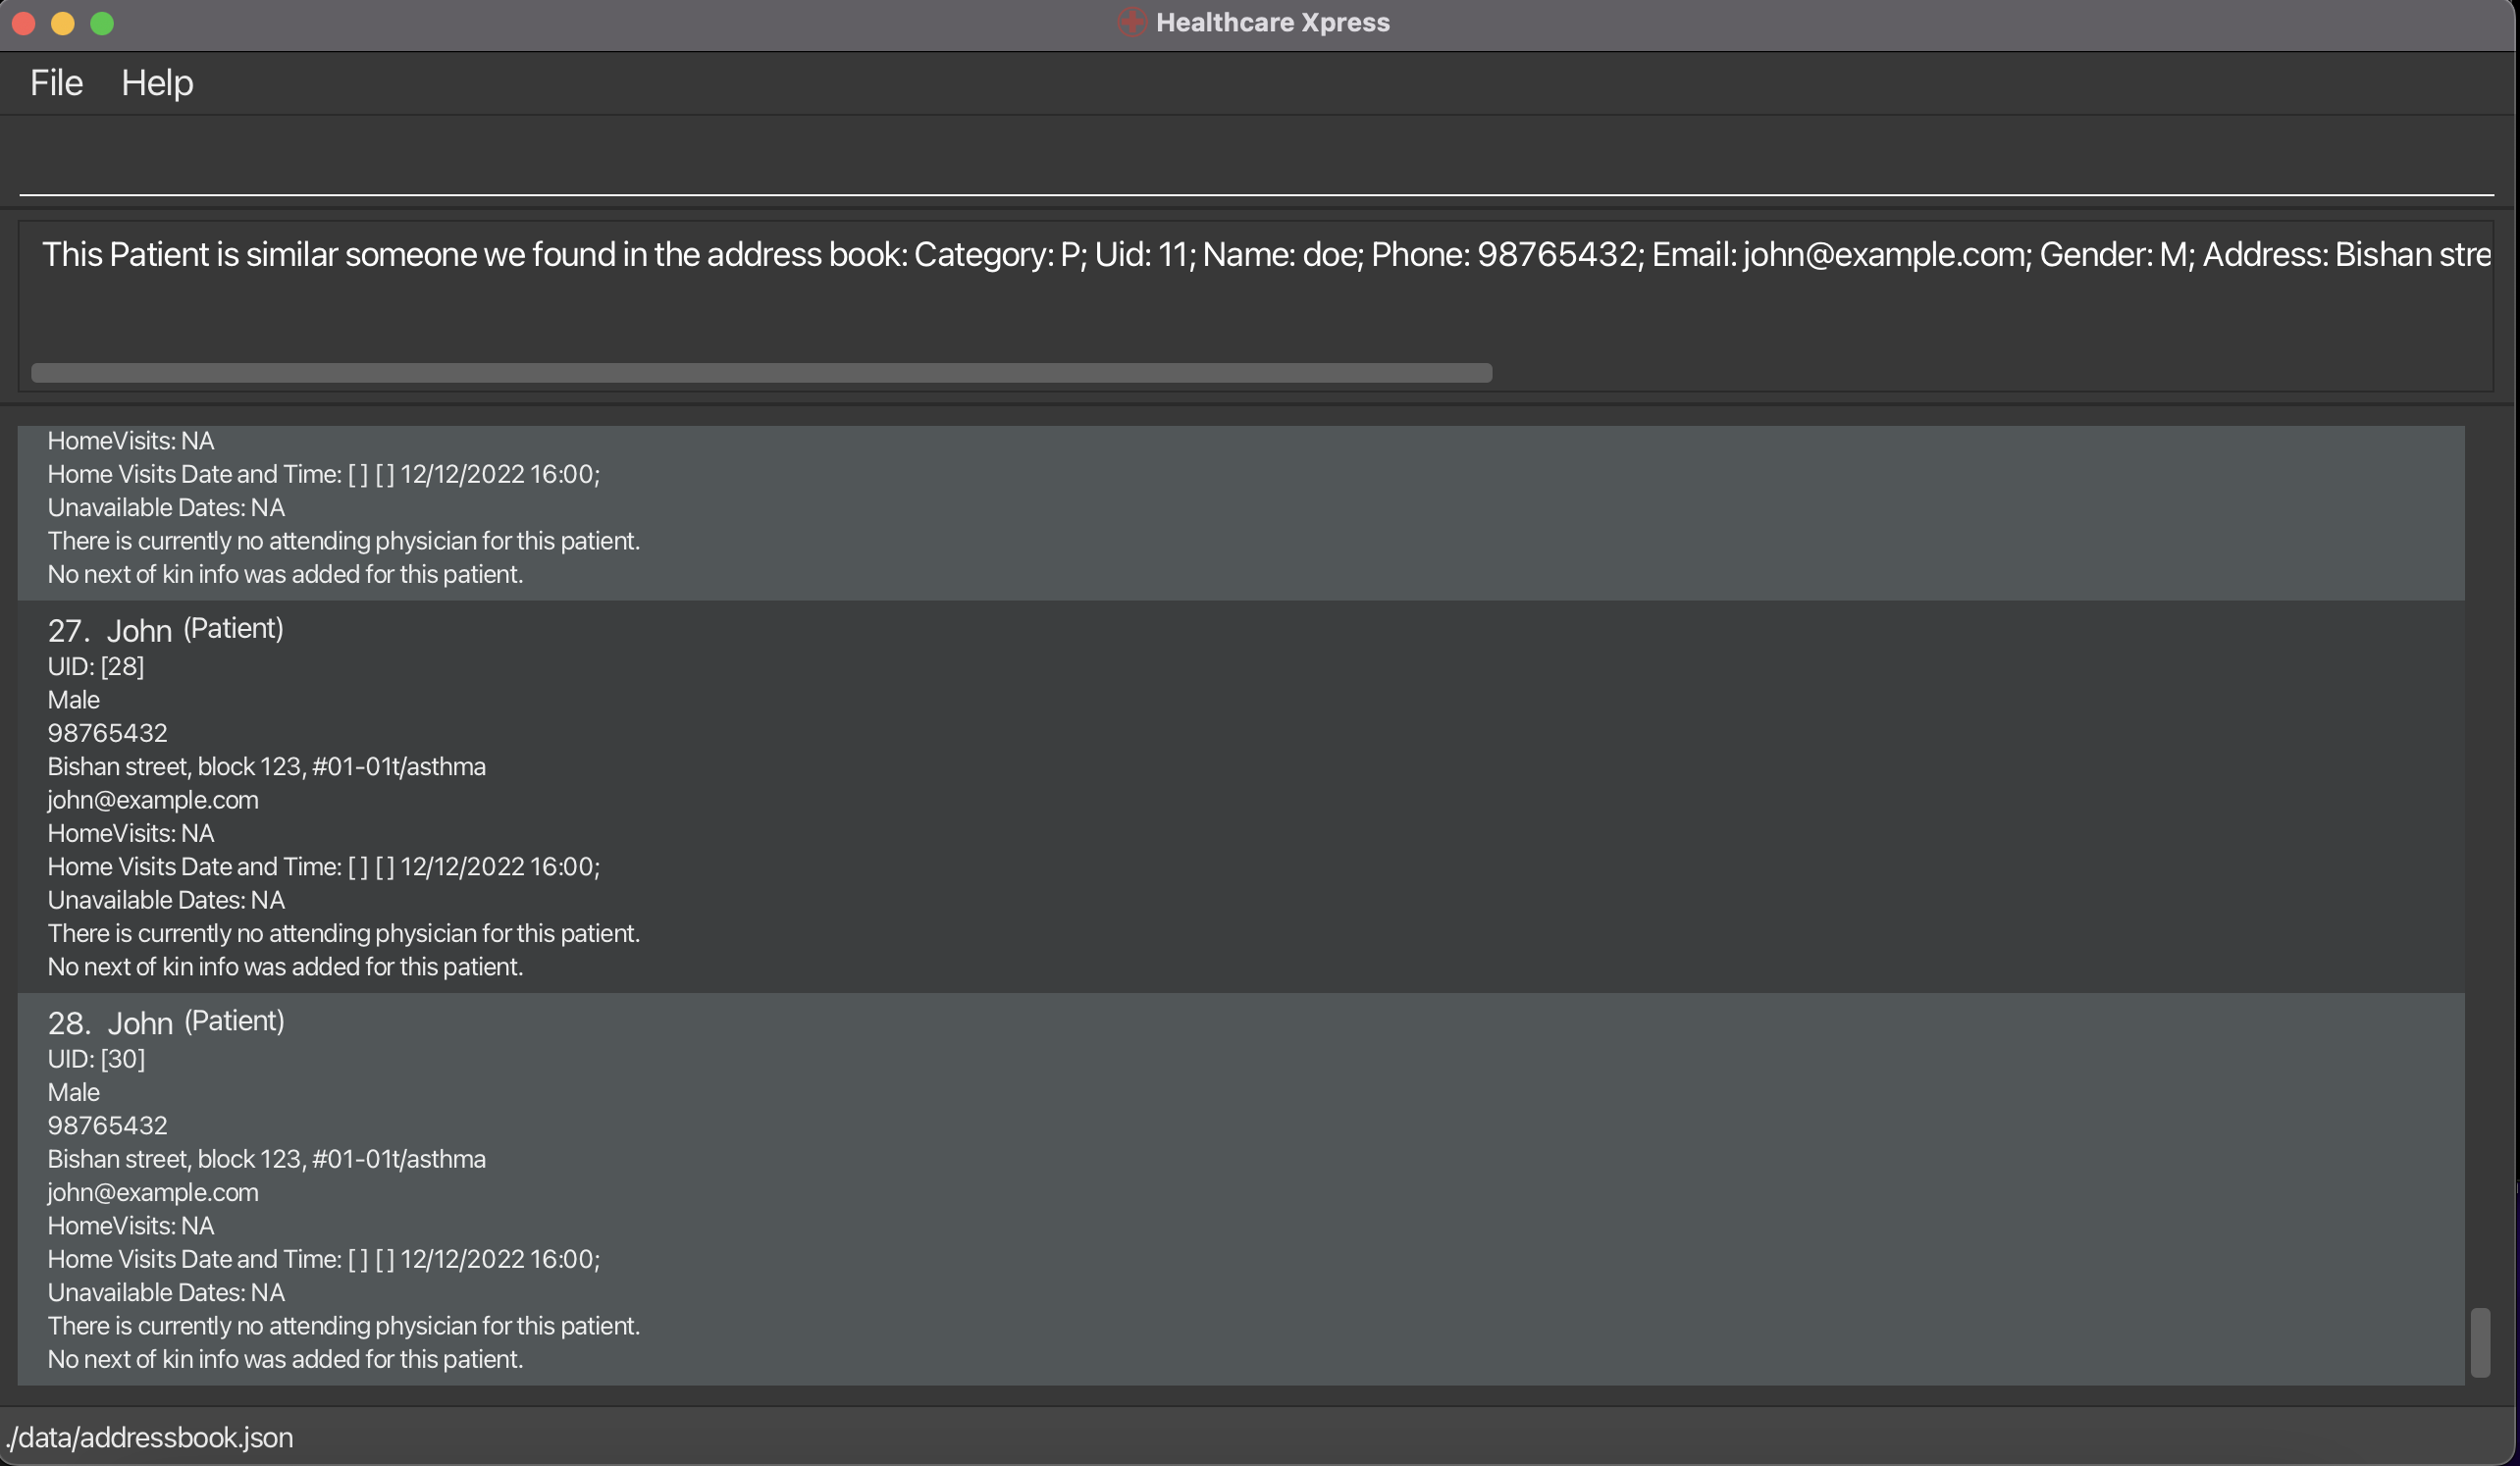 Healthcare Xpress
File Help
This Patient is similar someone we found in the address book: Category: P; Uid: 11; Name: doe; Phone: 98765432; Email: john@example.com; Gender: M; Address: Bishan stre
HomeVisits: NA
Home Visits Date and Time: [ ] [ ] 12/12/2022 16:00;
Unavailable Dates: NA
There is currently no attending physician for this patient.
No next of kin info was added for this patient.
27. John (Patient)
UID: [28]
Male
98765432
Bishan street, block 123, #01-01t/asthma
john@example.com
HomeVisits: NA
Home Visits Date and Time: [ ] [ ] 12/12/2022 16:00;
Unavailable Dates: NA
There is currently no attending physician for this patient.
No next of kin info was added for this patient.
28. John (Patient)
UID: [30]
Male
98765432
Bishan street, block 123, #01-01t/asthma
john@example.com
HomeVisits: NA
Home Visits Date and Time: [ ] [ ] 12/12/2022 16:00;
Unavailable Dates: NA
There is currently no attending physician for this patient.
No next of kin info was added for this patient.
./data/addressbook.json